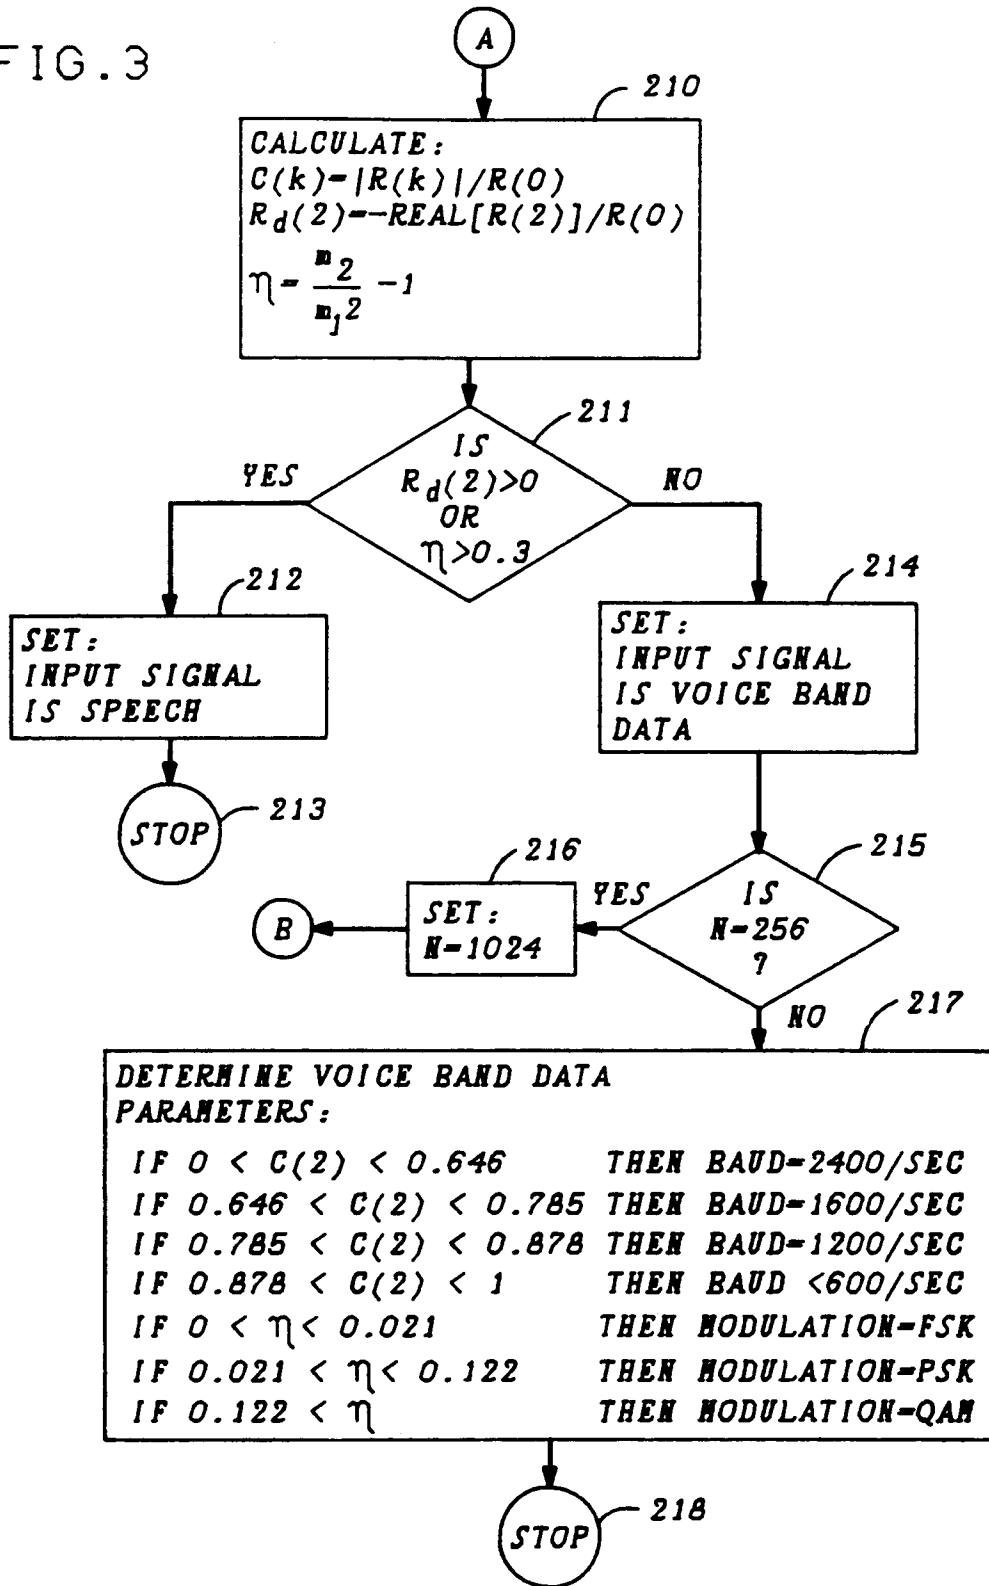 FIG.3
A
210
CALCULATE:
C(k)=|R(k)|/R(0)
Rd(2)=-REAL[R(2)]/R(0)
η= m2/m1² -1
211
IS
Rd(2)>0
OR
η>0.3
YES
NO
212
SET:
INPUT SIGNAL
IS SPEECH
213
STOP
214
SET:
INPUT SIGNAL
IS VOICE BAND
DATA
215
IS
N=256
?
YES
216
SET:
N=1024
B
NO
217
DETERMINE VOICE BAND DATA
PARAMETERS:
IF 0 < C(2) < 0.646 THEN BAUD=2400/SEC
IF 0.646 < C(2) < 0.785 THEN BAUD=1600/SEC
IF 0.785 < C(2) < 0.878 THEN BAUD=1200/SEC
IF 0.878 < C(2) < 1 THEN BAUD <600/SEC
IF 0 < η< 0.021 THEN MODULATION=FSK
IF 0.021 < η< 0.122 THEN MODULATION=PSK
IF 0.122 < η THEN MODULATION=QAM
STOP
218